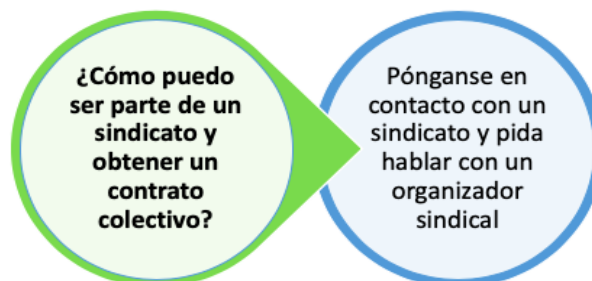 ¿Cómo puedo
ser parte de un
sindicato y
obtener un
contrato
colectivo?
Pónganse en
contacto con un
sindicato y pida
hablar con un
organizador
sindical